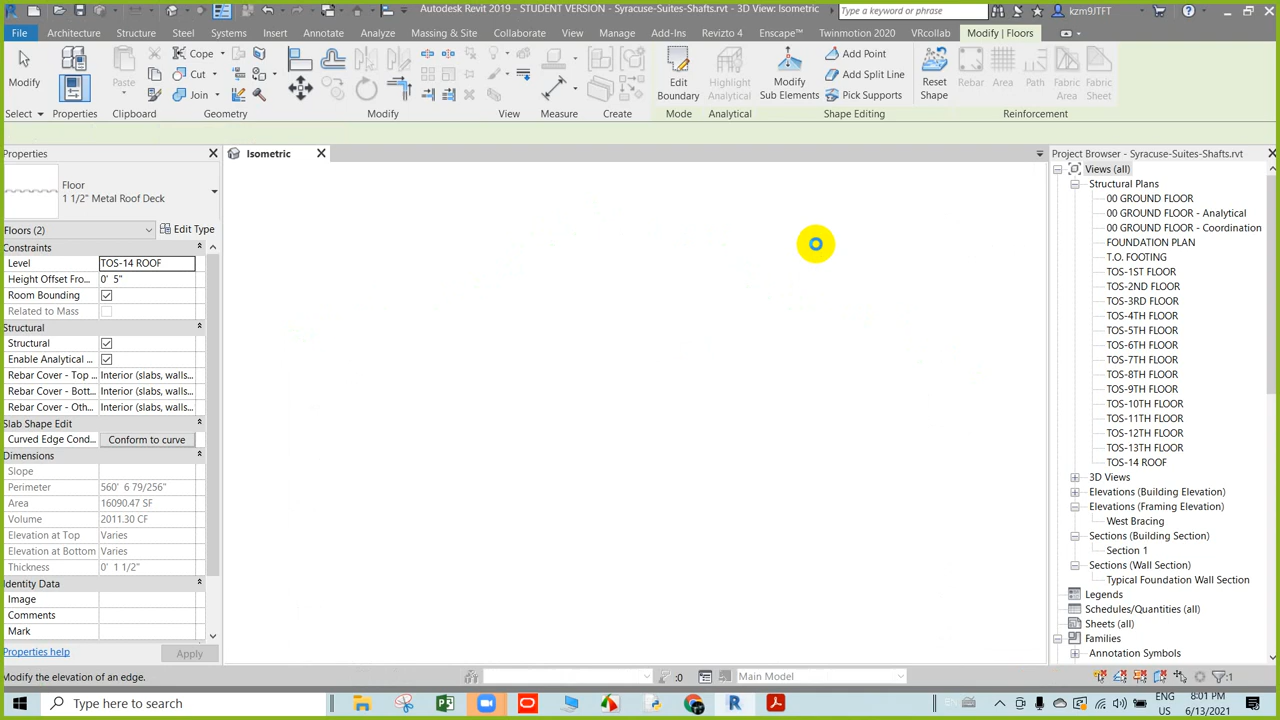 Autodesk Revit 2019 - STUDENT VERSION - Syracuse-Suites-Shafts.rvt - 3D View: Isometric
Type a keyword or phrase
kzm9JTFT
File Architecture Structure Steel Systems Insert Annotate Analyze Massing & Site Collaborate View Manage Add-Ins Revizto 4 Enscape™ Twinmotion 2020 VRcollab Modify | Floors
Modify
Paste
Cope
Cut
Join
Edit Boundary
Highlight Analytical
Modify Sub Elements
Add Point
Add Split Line
Pick Supports
Reset Shape
Rebar
Area
Path
Fabric Area
Fabric Sheet
Select Properties Clipboard Geometry Modify View Measure Create Mode Analytical Shape Editing Reinforcement
Properties
Isometric
Project Browser - Syracuse-Suites-Shafts.rvt
Floor
1 1/2" Metal Roof Deck
Floors (2)
Edit Type
Constraints
Level TOS-14 ROOF
Height Offset Fro... 0' 5"
Room Bounding
Related to Mass
Structural
Structural
Enable Analytical ...
Rebar Cover - Top ... Interior (slabs, walls...
Rebar Cover - Bott... Interior (slabs, walls...
Rebar Cover - Oth... Interior (slabs, walls...
Slab Shape Edit
Curved Edge Cond... Conform to curve
Dimensions
Slope
Perimeter 560' 6 79/256"
Area 16090.47 SF
Volume 2011.30 CF
Elevation at Top Varies
Elevation at Bottom Varies
Thickness 0' 1 1/2"
Identity Data
Image
Comments
Mark
Properties help
Apply
Views (all)
Structural Plans
00 GROUND FLOOR
00 GROUND FLOOR - Analytical
00 GROUND FLOOR - Coordination
FOUNDATION PLAN
T.O. FOOTING
TOS-1ST FLOOR
TOS-2ND FLOOR
TOS-3RD FLOOR
TOS-4TH FLOOR
TOS-5TH FLOOR
TOS-6TH FLOOR
TOS-7TH FLOOR
TOS-8TH FLOOR
TOS-9TH FLOOR
TOS-10TH FLOOR
TOS-11TH FLOOR
TOS-12TH FLOOR
TOS-13TH FLOOR
TOS-14 ROOF
3D Views
Elevations (Building Elevation)
Elevations (Framing Elevation)
West Bracing
Sections (Building Section)
Section 1
Sections (Wall Section)
Typical Foundation Wall Section
Legends
Schedules/Quantities (all)
Sheets (all)
Families
Annotation Symbols
Modify the elevation of an edge.
:0
Main Model
:1
Type here to search
ENG
US
8:01 PM
6/13/2021